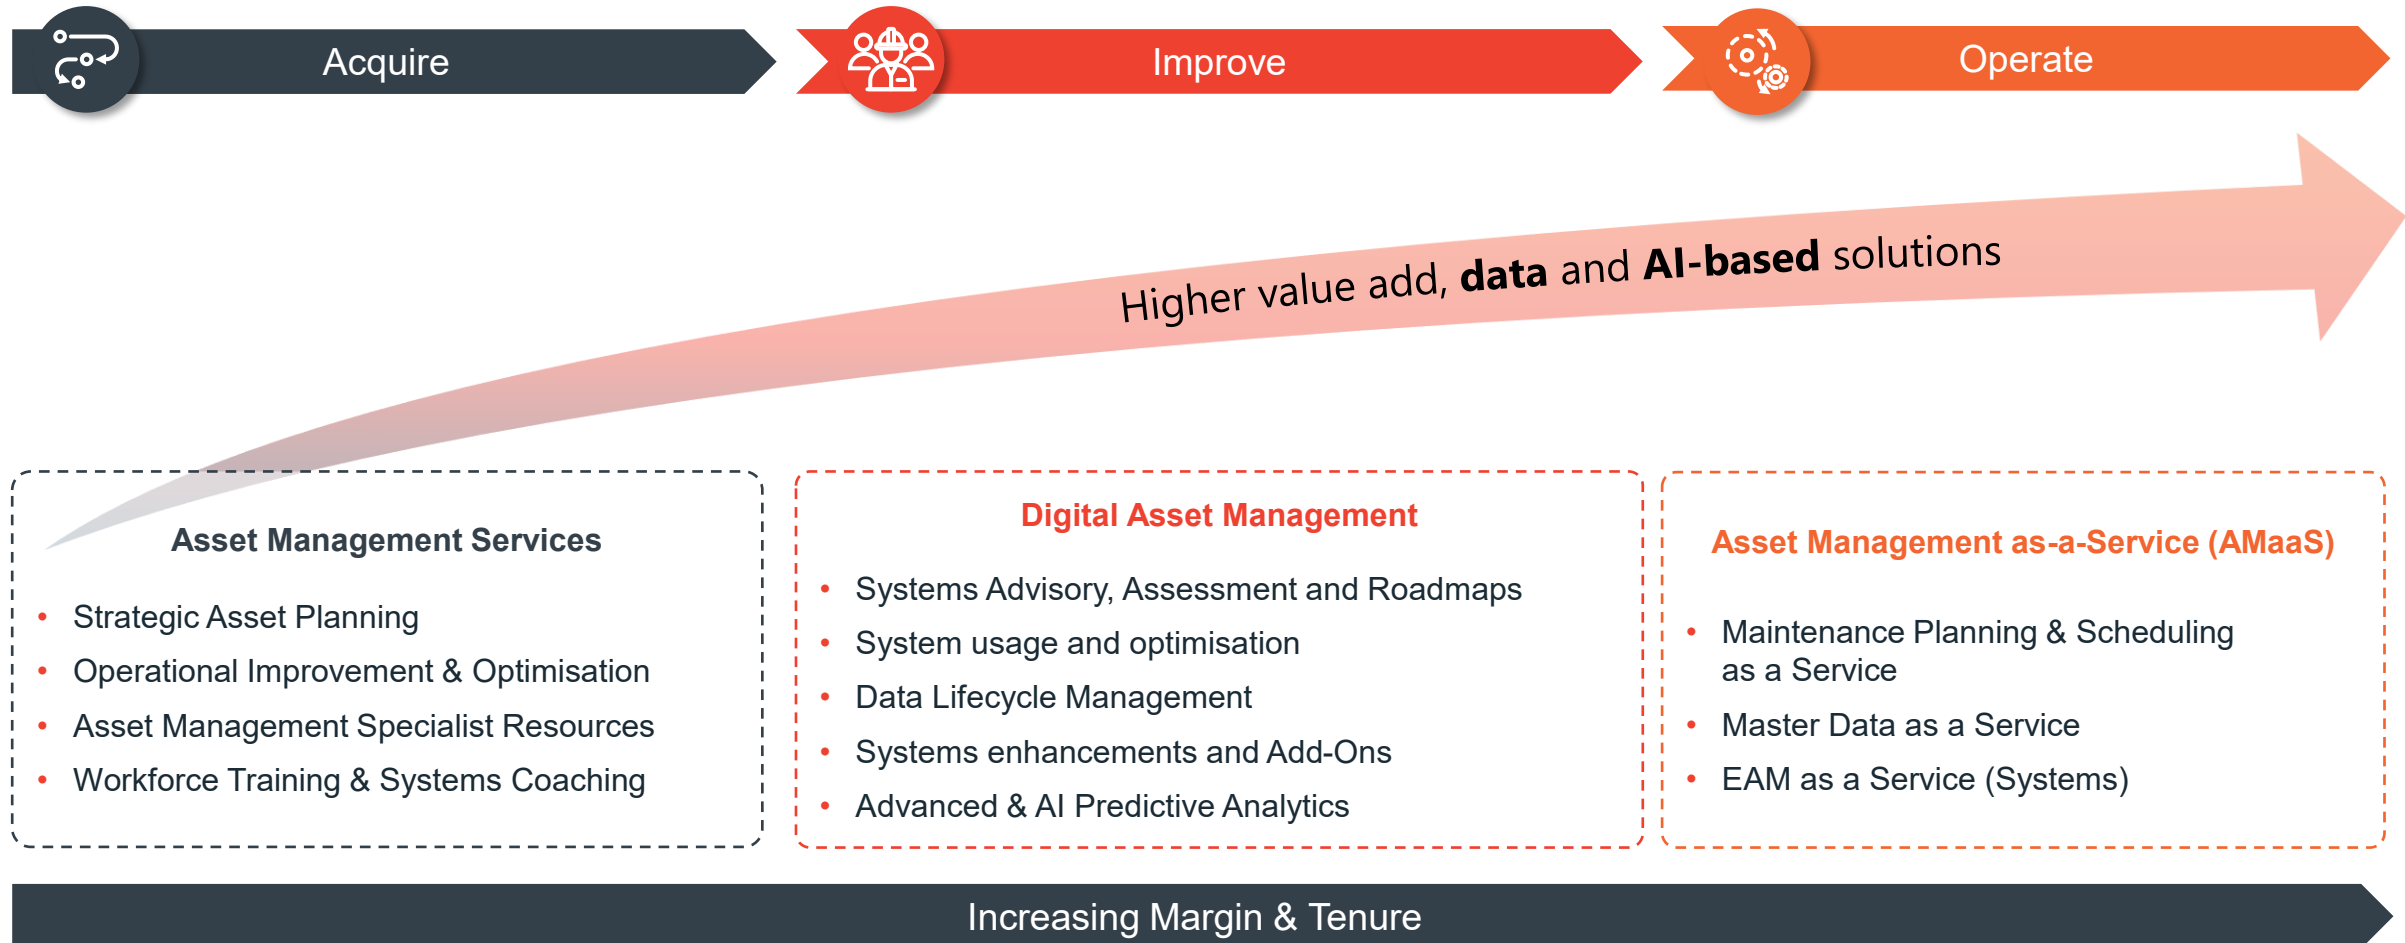 Acquire
Improve
Operate
Higher value add, data and AI-based solutions
Asset Management Services
Strategic Asset Planning
Operational Improvement & Optimisation
Asset Management Specialist Resources
Workforce Training & Systems Coaching
Digital Asset Management
Systems Advisory, Assessment and Roadmaps
System usage and optimisation
Data Lifecycle Management
Systems enhancements and Add-Ons
Advanced & AI Predictive Analytics
Asset Management as-a-Service (AMaaS)
Maintenance Planning & Scheduling
as a Service
Master Data as a Service
EAM as a Service (Systems)
Increasing Margin & Tenure